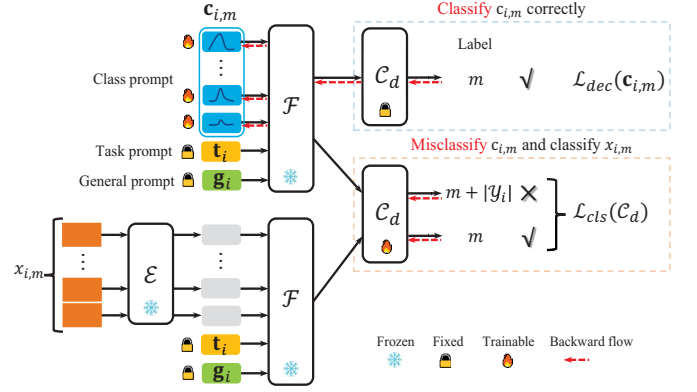 𝐜ᵢ,ₘ
Classify c_{i,m} correctly
Class prompt
⋮
ℱ
𝒞_d
Label
m √
ℒ_{dec}(𝐜_{i,m})
Task prompt
𝐭_i
General prompt
𝐠_i
Misclassify c_{i,m} and classify x_{i,m}
𝒞_d
m + |𝒴_i| ×
m √
ℒ_{cls}(𝒞_d)
x_{i,m}
⋮
ℰ
⋮
ℱ
𝐭_i
𝐠_i
Frozen Fixed Trainable Backward flow